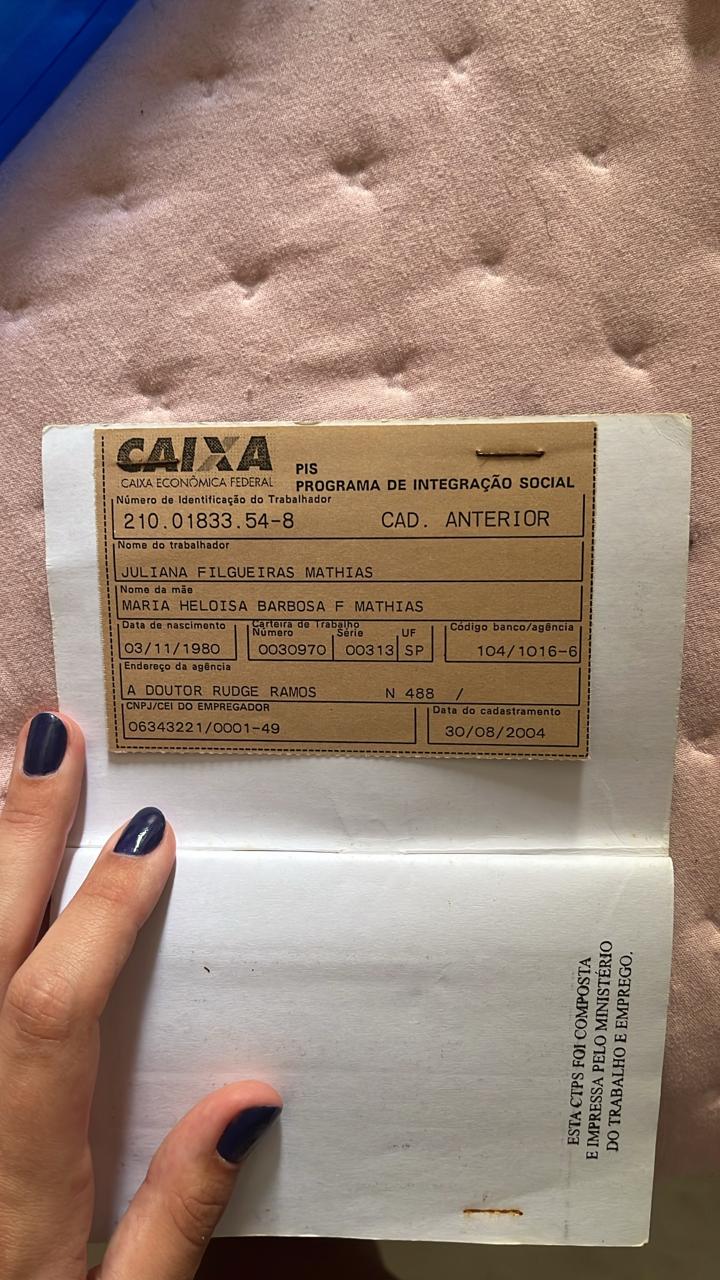 CAIXA
CAIXA ECONÔMICA FEDERAL
PIS
PROGRAMA DE INTEGRAÇÃO SOCIAL
Número de Identificação do Trabalhador
210.01833.54-8 CAD. ANTERIOR
Nome do trabalhador
JULIANA FILGUEIRAS MATHIAS
Nome da mãe
MARIA HELOISA BARBOSA F MATHIAS
Data de nascimento Carteira de Trabalho Código banco/agência
Número Série UF
03/11/1980 0030970 00313 SP 104/1016-6
Endereço da agência
A DOUTOR RUDGE RAMOS N 488 /
CNPJ/CEI DO EMPREGADOR Data do cadastramento
06343221/0001-49 30/08/2004
ESTA CTPS FOI COMPOSTA
E IMPRESSA PELO MINISTÉRIO
DO TRABALHO E EMPREGO.